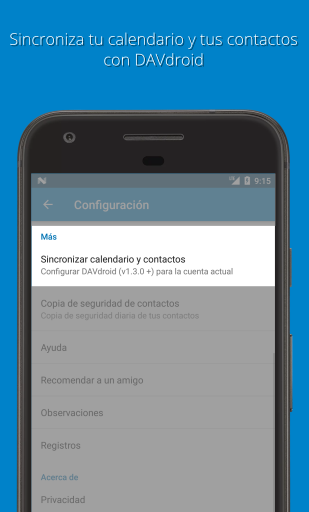 Sincroniza tu calendario y tus contactos
con DAVdroid
9:15
Configuración
Más
Sincronizar calendario y contactos
Configurar DAVdroid (v1.3.0 +) para la cuenta actual
Copia de seguridad de contactos
Copia de seguridad diaria de tus contactos
Ayuda
Recomendar a un amigo
Observaciones
Registros
Acerca de
Privacidad